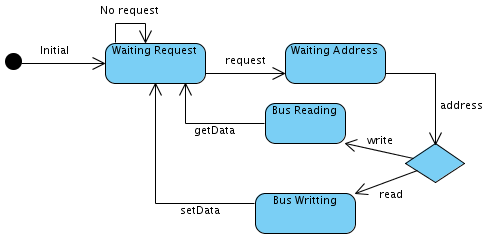 No request
Initial
Waiting Request
request
Waiting Address
address
Bus Reading
getData
write
read
Bus Writting
setData